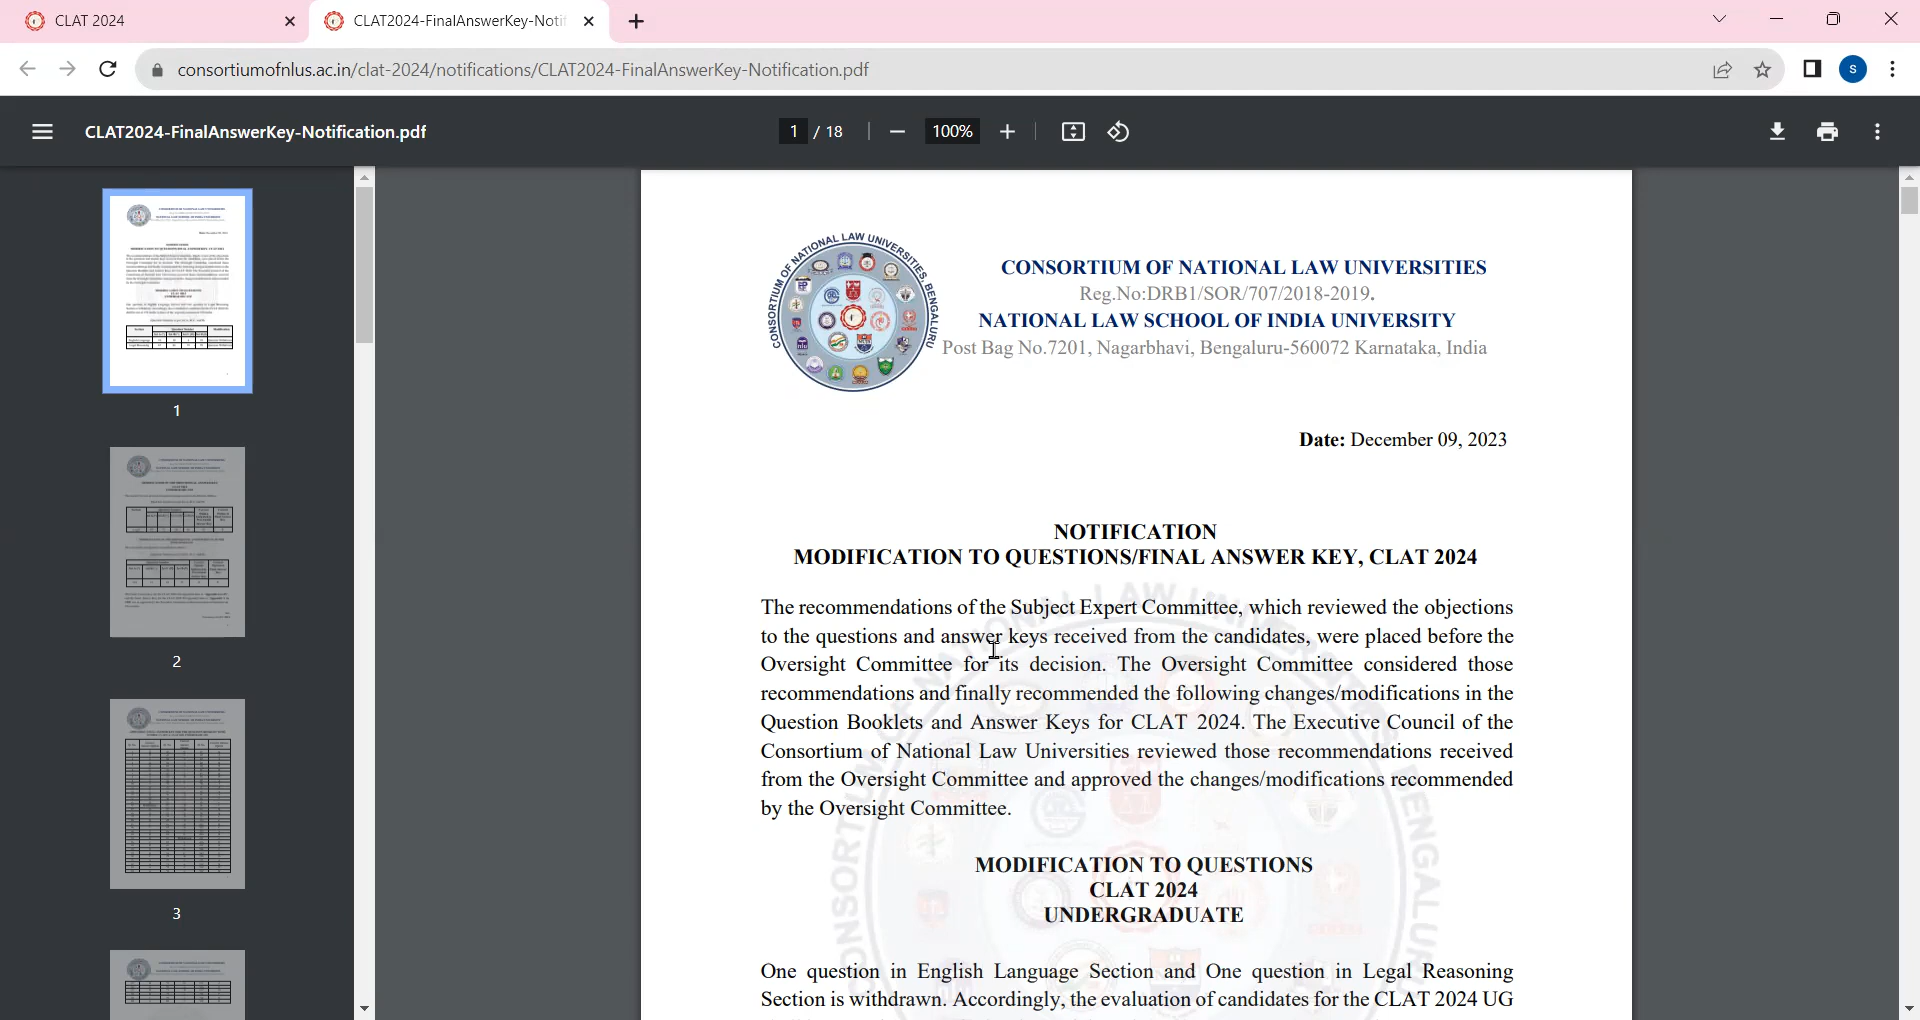 CLAT 2024
CLAT2024-FinalAnswerKey-Notif
consortiumofnlus.ac.in/clat-2024/notifications/CLAT2024-FinalAnswerKey-Notification.pdf
S
CLAT2024-FinalAnswerKey-Notification.pdf
1 / 18
100%
1
2
3
CONSORTIUM OF NATIONAL LAW UNIVERSITIES, BENGALURU
CONSORTIUM OF NATIONAL LAW UNIVERSITIES
Reg.No:DRB1/SOR/707/2018-2019.
NATIONAL LAW SCHOOL OF INDIA UNIVERSITY
Post Bag No.7201, Nagarbhavi, Bengaluru-560072 Karnataka, India
Date: December 09, 2023
NOTIFICATION
MODIFICATION TO QUESTIONS/FINAL ANSWER KEY, CLAT 2024
The recommendations of the Subject Expert Committee, which reviewed the objections
to the questions and answer keys received from the candidates, were placed before the
Oversight Committee for its decision. The Oversight Committee considered those
recommendations and finally recommended the following changes/modifications in the
Question Booklets and Answer Keys for CLAT 2024. The Executive Council of the
Consortium of National Law Universities reviewed those recommendations received
from the Oversight Committee and approved the changes/modifications recommended
by the Oversight Committee.
MODIFICATION TO QUESTIONS
CLAT 2024
UNDERGRADUATE
One question in English Language Section and One question in Legal Reasoning
Section is withdrawn. Accordingly, the evaluation of candidates for the CLAT 2024 UG